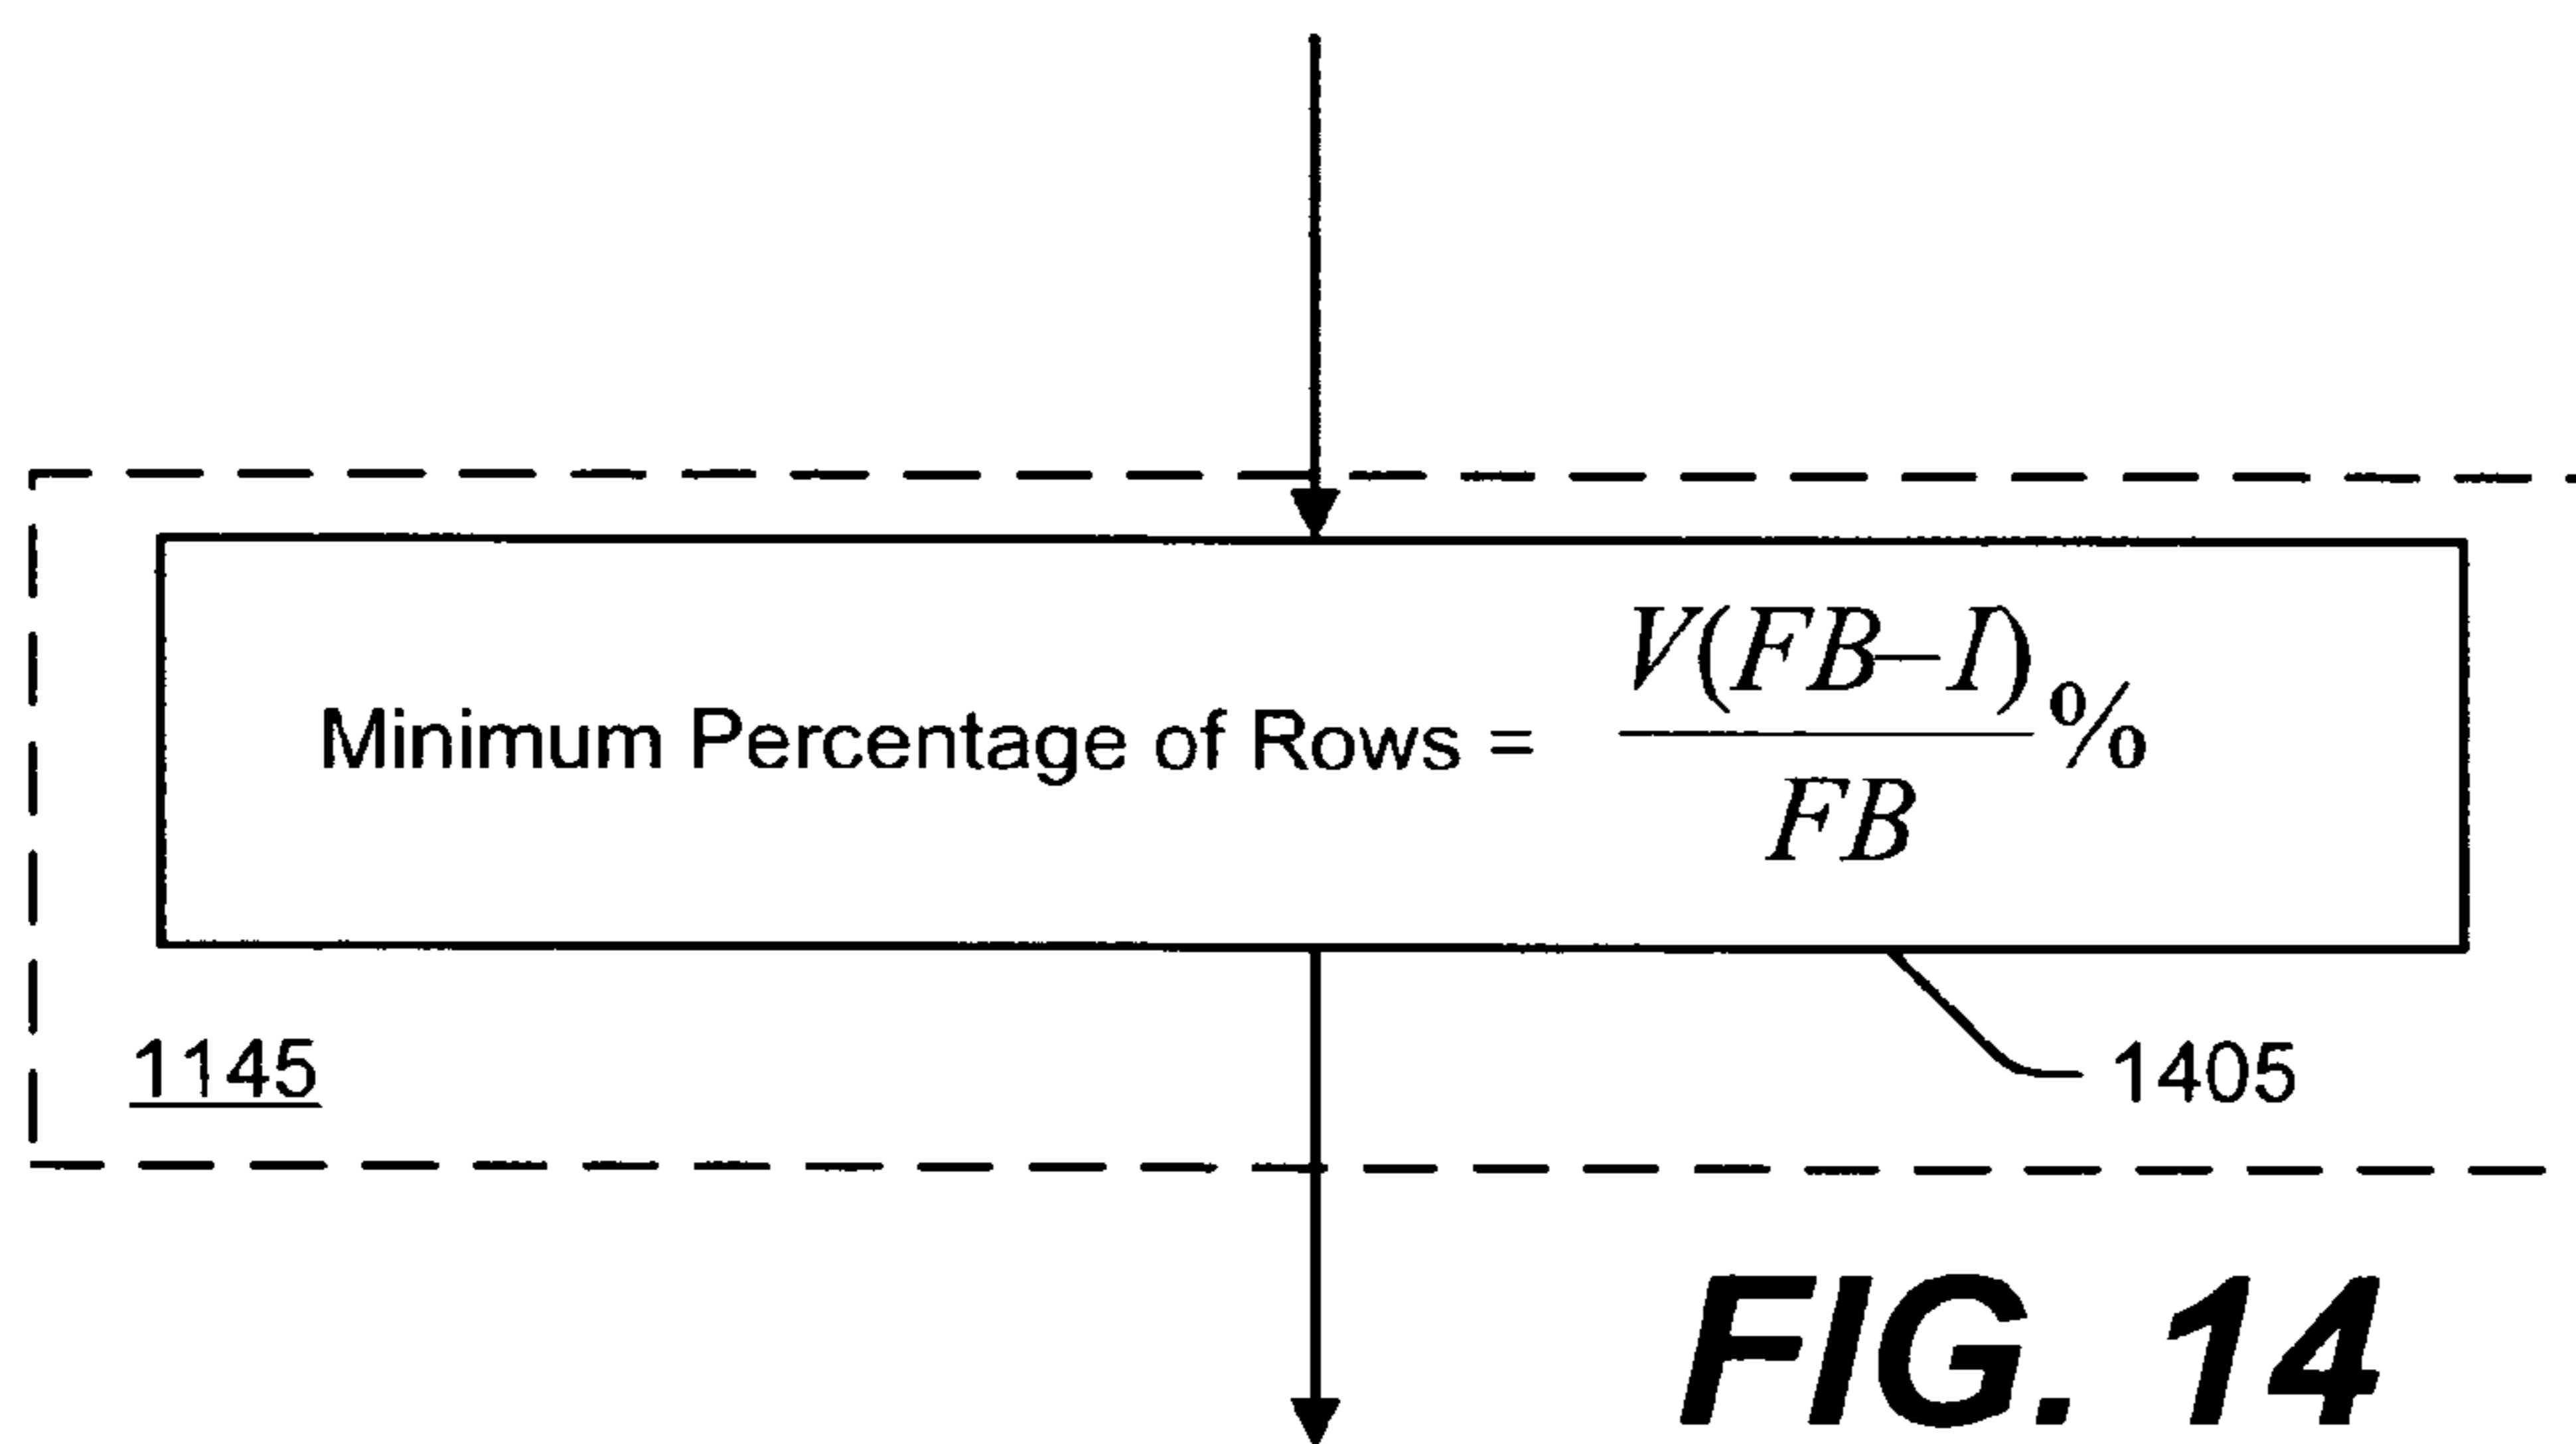 Minimum Percentage of Rows = V(FB–I)/FB %
1145
1405
FIG. 14